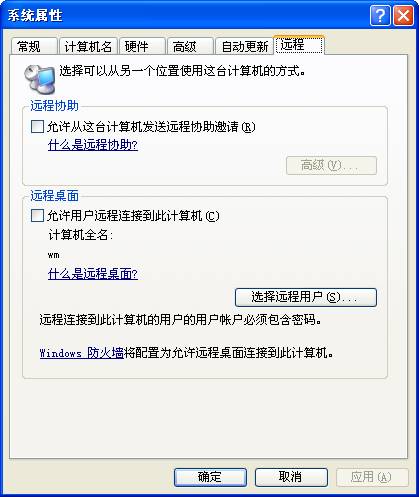 系统属性
常规 计算机名 硬件 高级 自动更新 远程
选择可以从另一个位置使用这台计算机的方式。
远程协助
允许从这台计算机发送远程协助邀请(R)
什么是远程协助?
高级(V)...
远程桌面
允许用户远程连接到此计算机(C)
计算机全名:
wm
什么是远程桌面?
选择远程用户(S)...
远程连接到此计算机的用户的用户帐户必须包含密码。
Windows 防火墙将配置为允许远程桌面连接到此计算机。
确定 取消 应用(A)